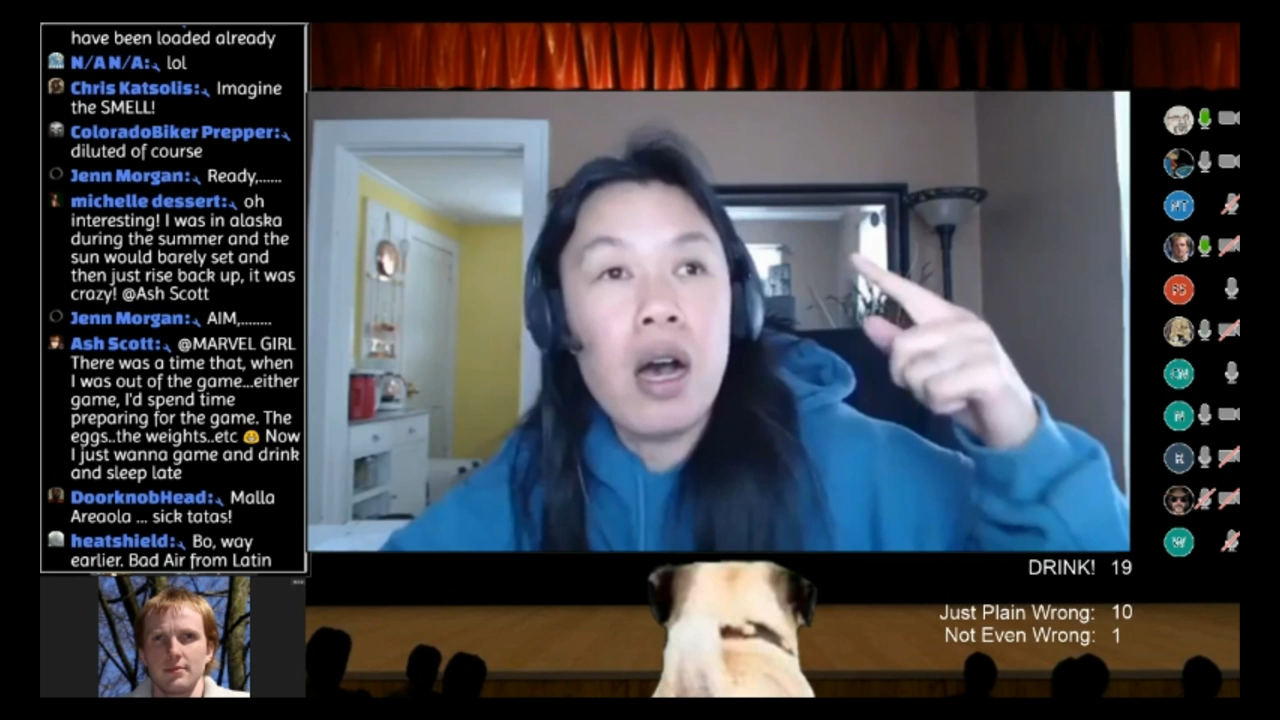 have been loaded already
N/A N/A: lol
Chris Katsolis: Imagine
the SMELL!
ColoradoBiker Prepper:
diluted of course
Jenn Morgan: Ready,......
michelle dessert: oh
interesting! I was in alaska
during the summer and the
sun would barely set and
then just rise back up, it was
crazy! @Ash Scott
Jenn Morgan: AIM,........
Ash Scott: @MARVEL GIRL
There was a time that, when
I was out of the game...either
game, I'd spend time
preparing for the game. The
eggs..the weights..etc 😬 Now
I just wanna game and drink
and sleep late
DoorknobHead: Malla
Areaola ... sick tatas!
heatshield: Bo, way
earlier. Bad Air from Latin
DRINK! 19
Just Plain Wrong: 10
Not Even Wrong: 1